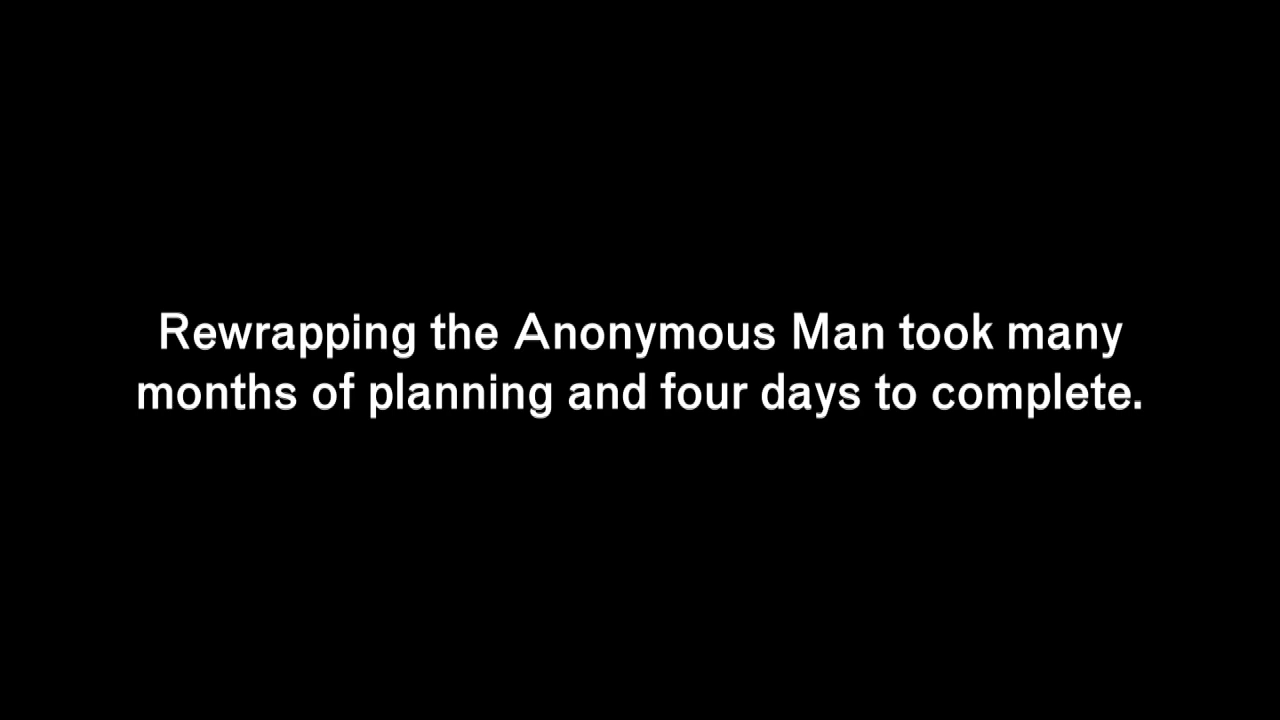 Rewrapping the Anonymous Man took many
months of planning and four days to complete.